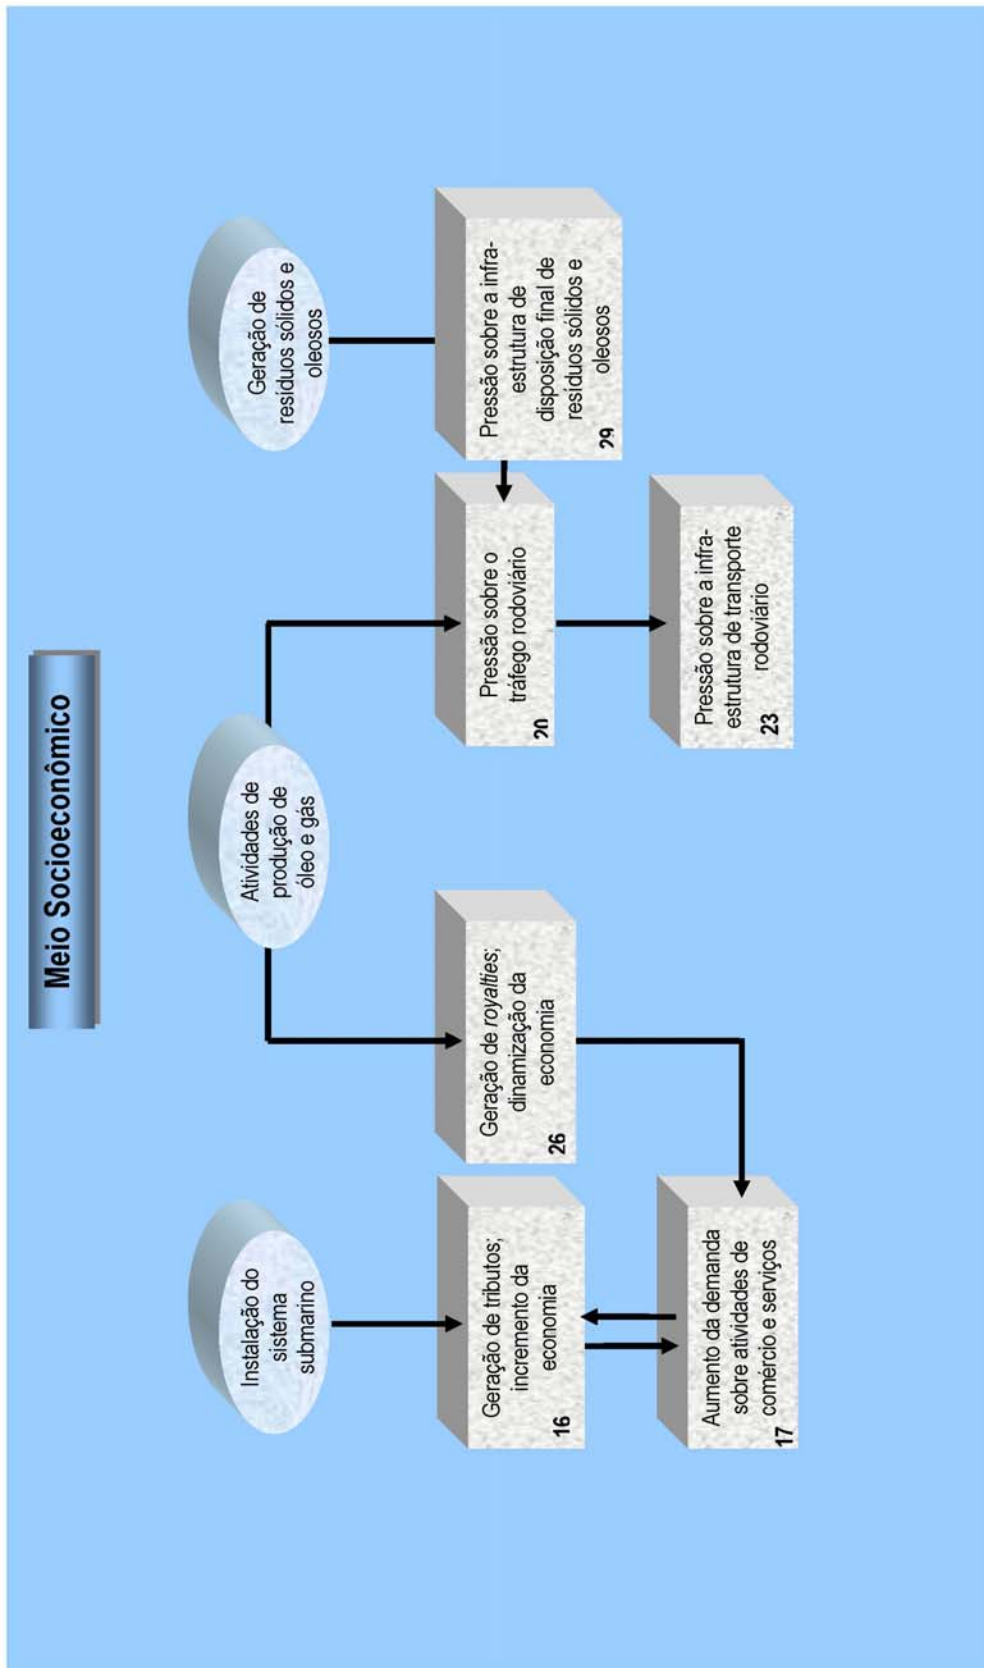 Meio Socioeconômico
Instalação do
sistema
submarino
Atividades de
produção de
óleo e gás
Geração de
resíduos sólidos e
oleosos
Geração de tributos;
incremento da
economia
16
Geração de royalties;
dinamização da
economia
26
Pressão sobre o
tráfego rodoviário
20
Pressão sobre a infra-
estrutura de
disposição final de
resíduos sólidos e
oleosos
29
Aumento da demanda
sobre atividades de
comércio e serviços
17
Pressão sobre a infra-
estrutura de transporte
rodoviário
23